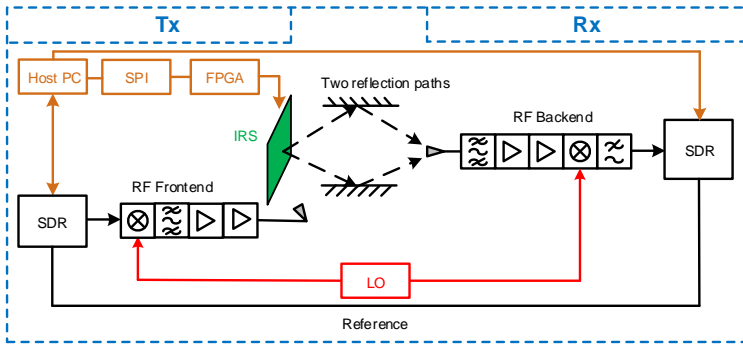 Tx
Rx
Host PC
SPI
FPGA
Two reflection paths
IRS
RF Backend
SDR
RF Frontend
SDR
LO
Reference